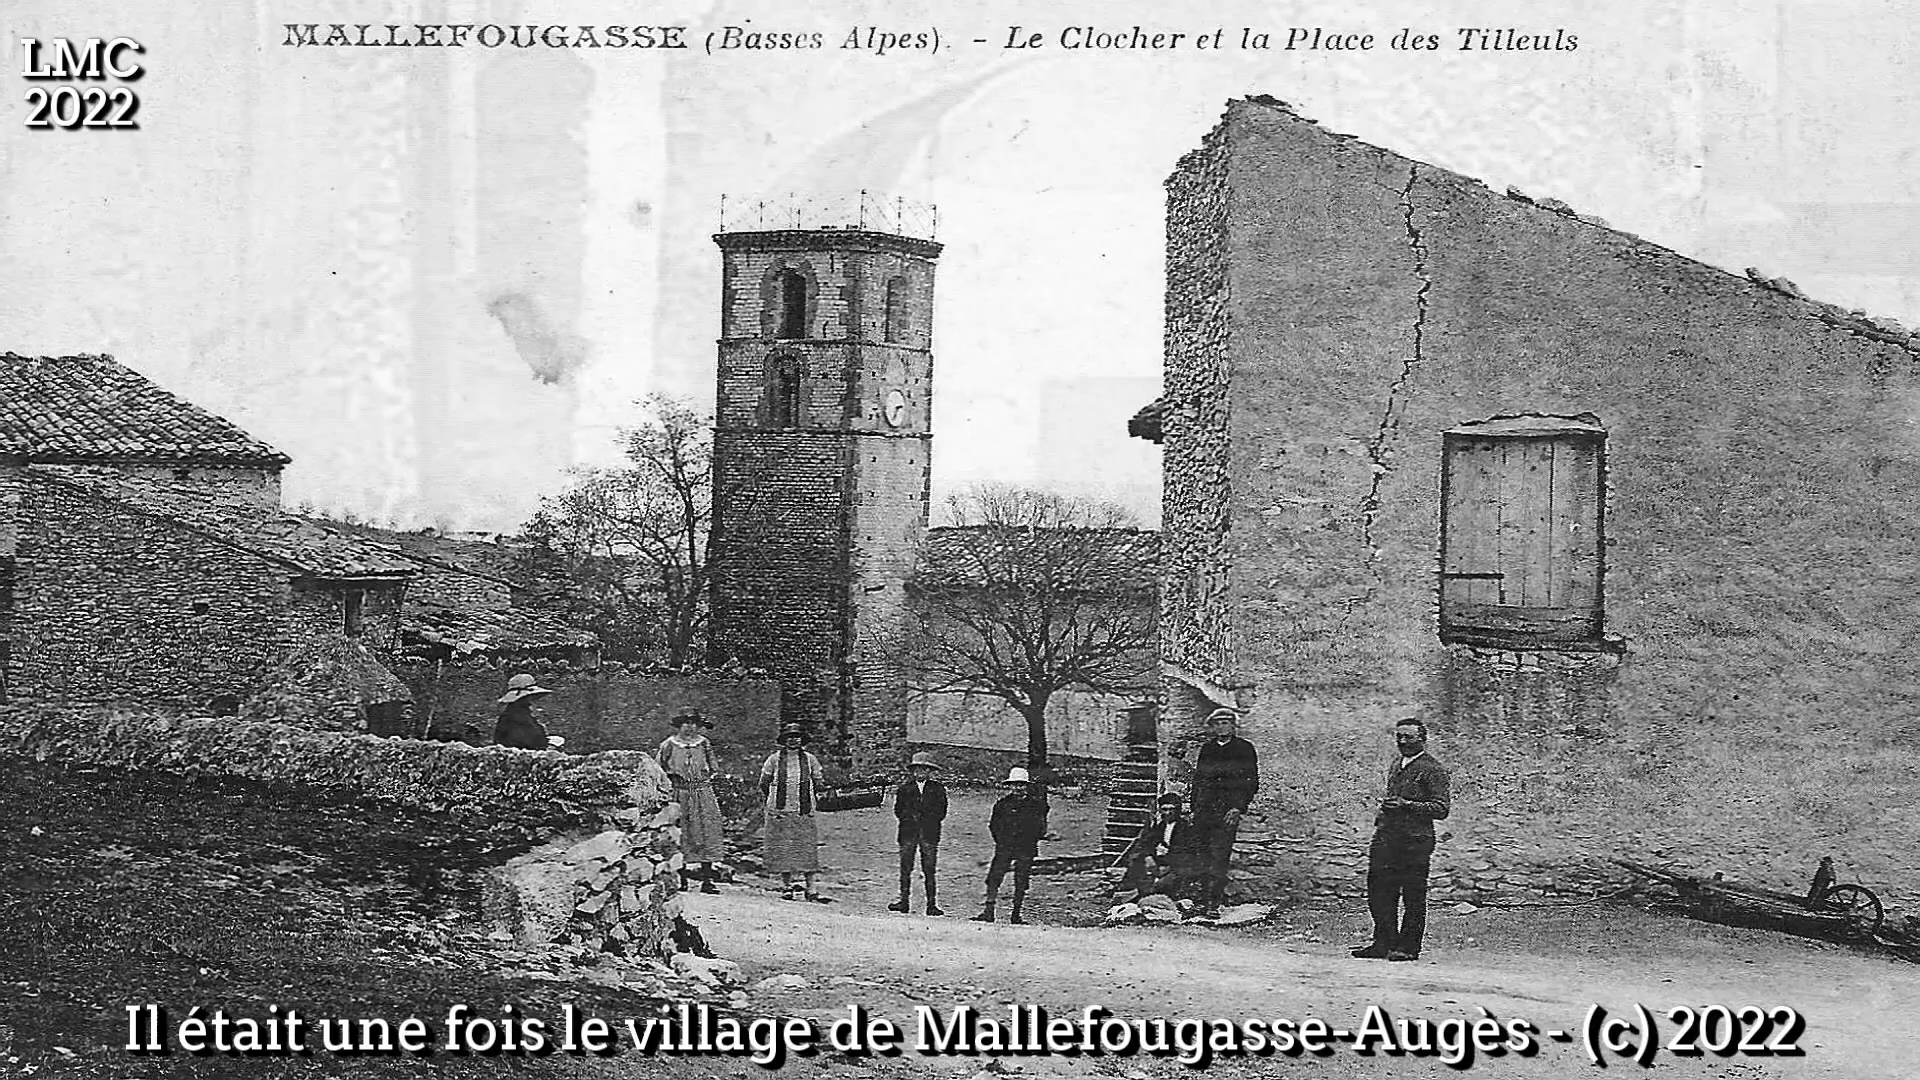 MALLEFOUGASSE (Basses Alpes). - Le Clocher et la Place des Tilleuls
LMC
2022
Il était une fois le village de Mallefougasse-Augès - (c) 2022